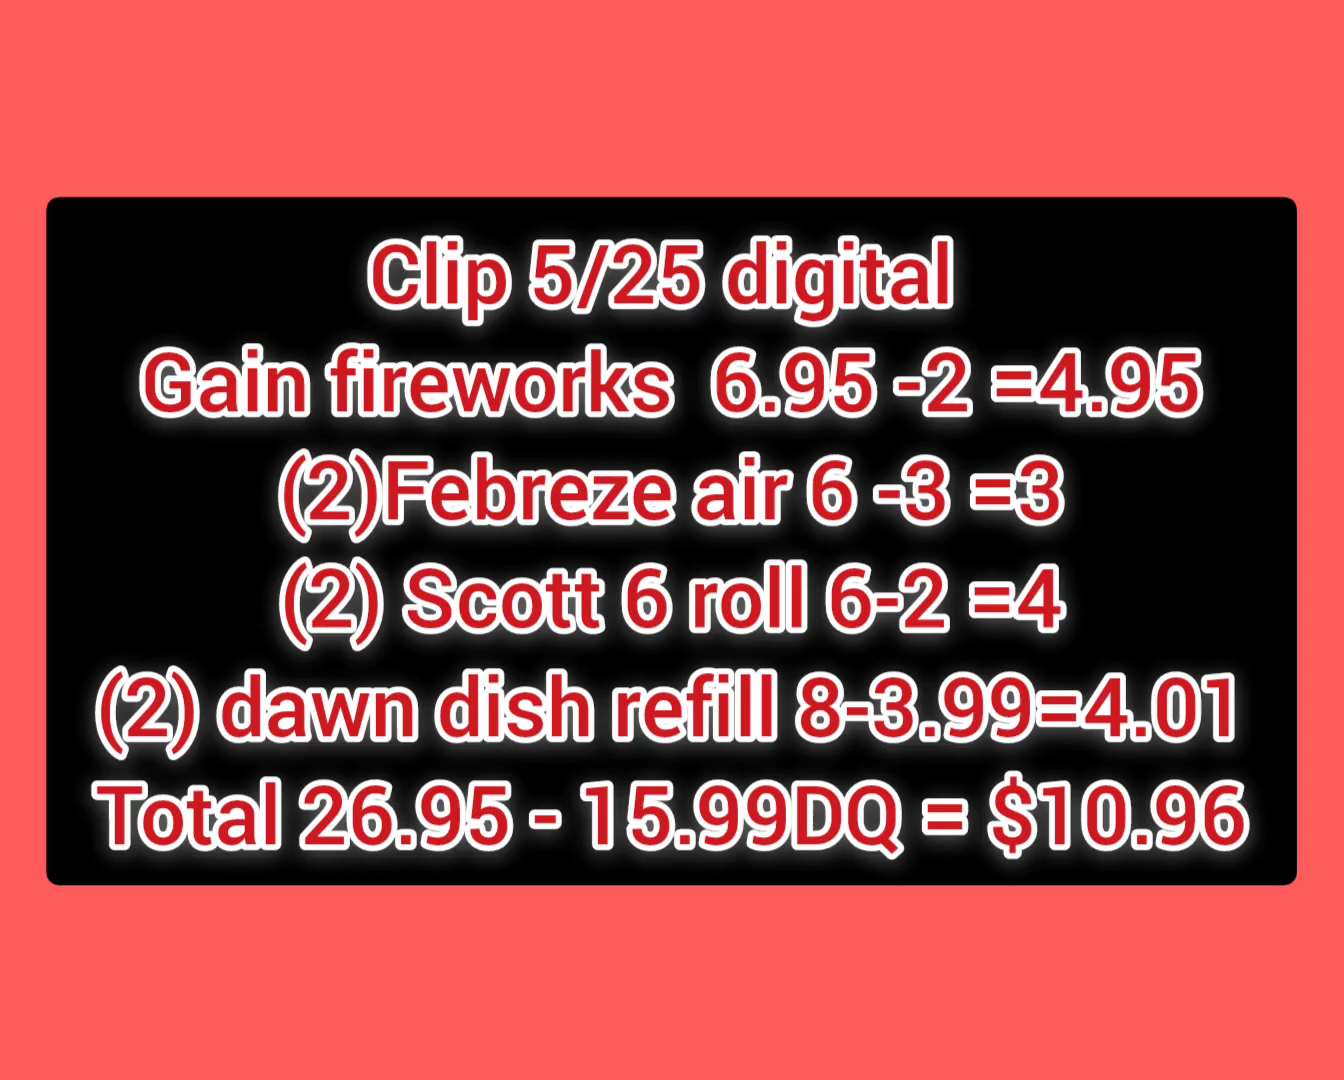 Clip 5/25 digital
Gain fireworks 6.95 -2 =4.95
(2)Febreze air 6 -3 =3
(2) Scott 6 roll 6-2 =4
(2) dawn dish refill 8-3.99=4.01
Total 26.95 - 15.99DQ = $10.96